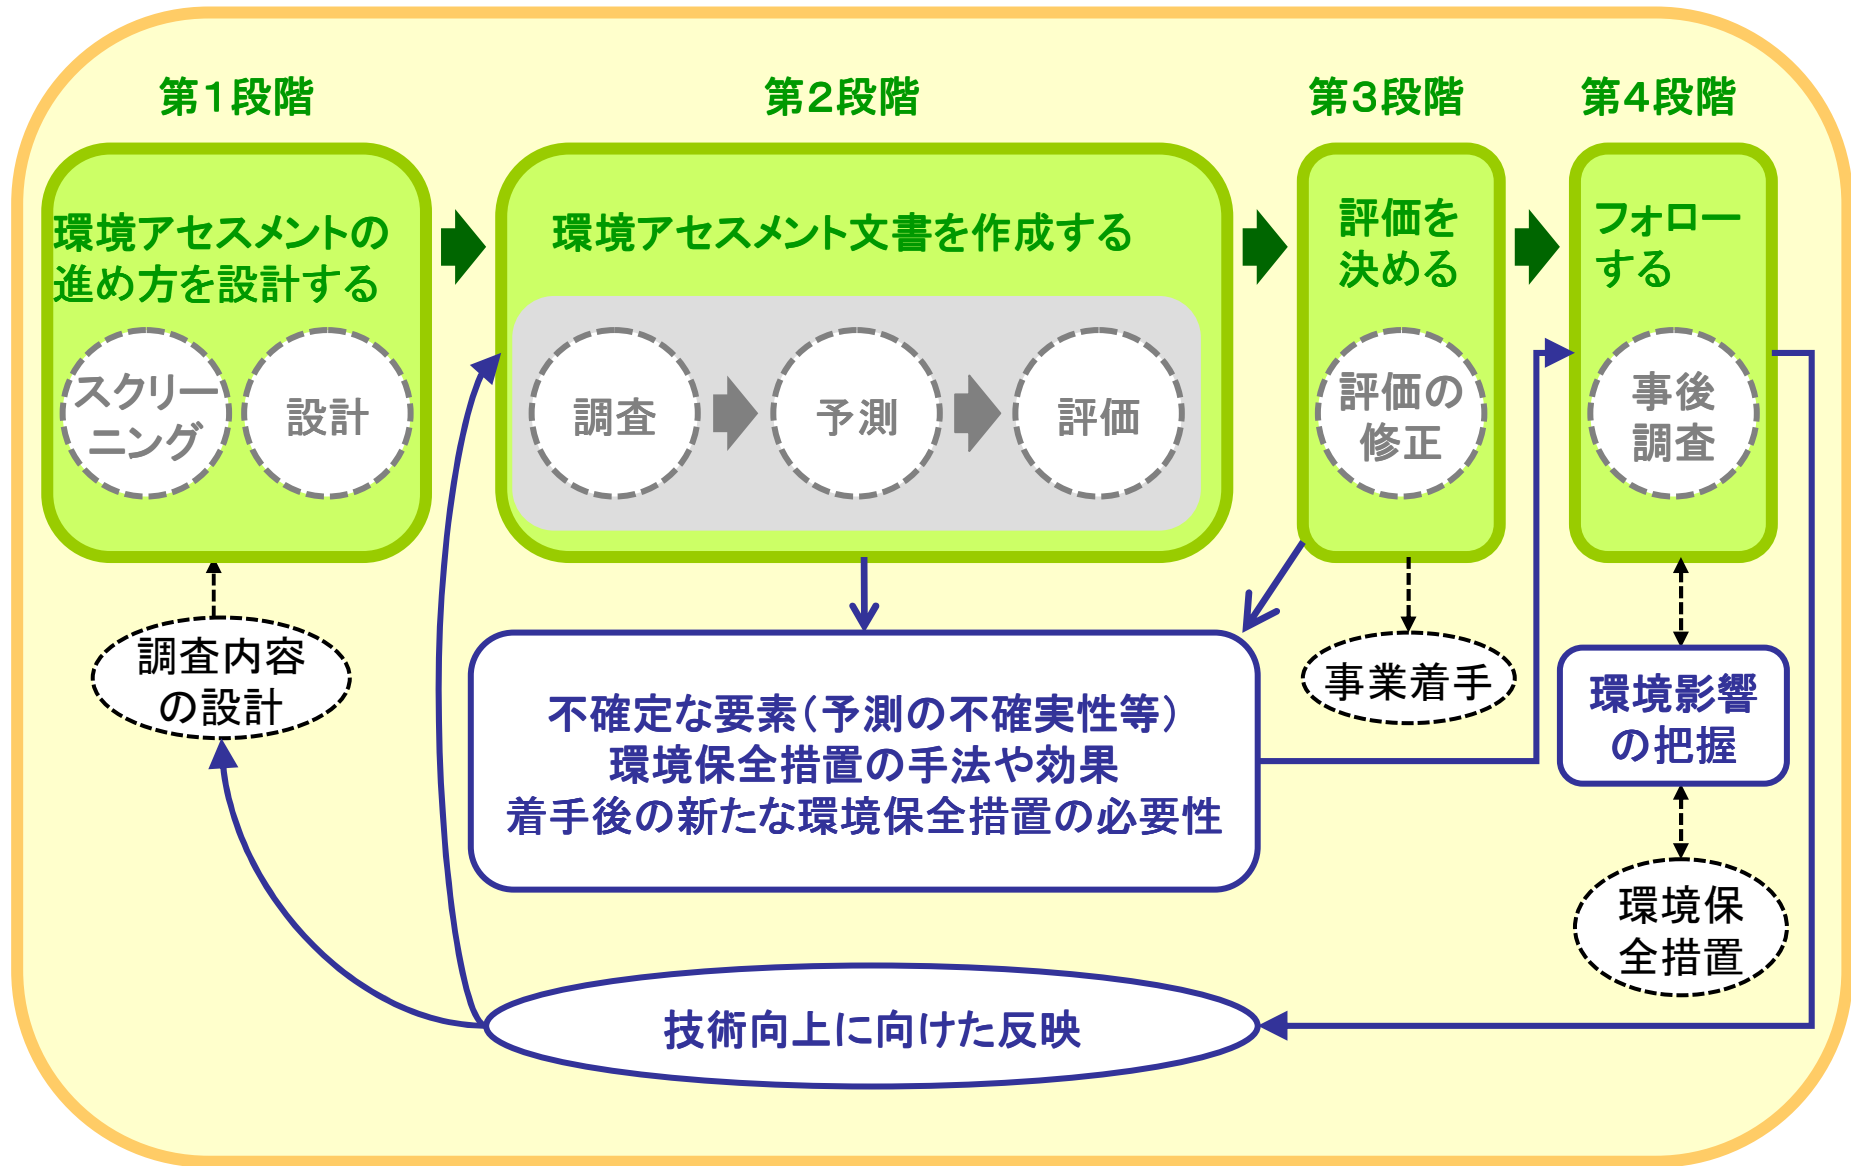 第１段階
第２段階
第３段階
第４段階
環境アセスメントの
進め方を設計する
スクリー
ニング
設計
環境アセスメント文書を作成する
調査
予測
評価
評価を
決める
評価の
修正
フォロー
する
事後
調査
調査内容
の設計
不確定な要素（予測の不確実性等）
環境保全措置の手法や効果
着手後の新たな環境保全措置の必要性
事業着手
環境影響
の把握
環境保
全措置
技術向上に向けた反映